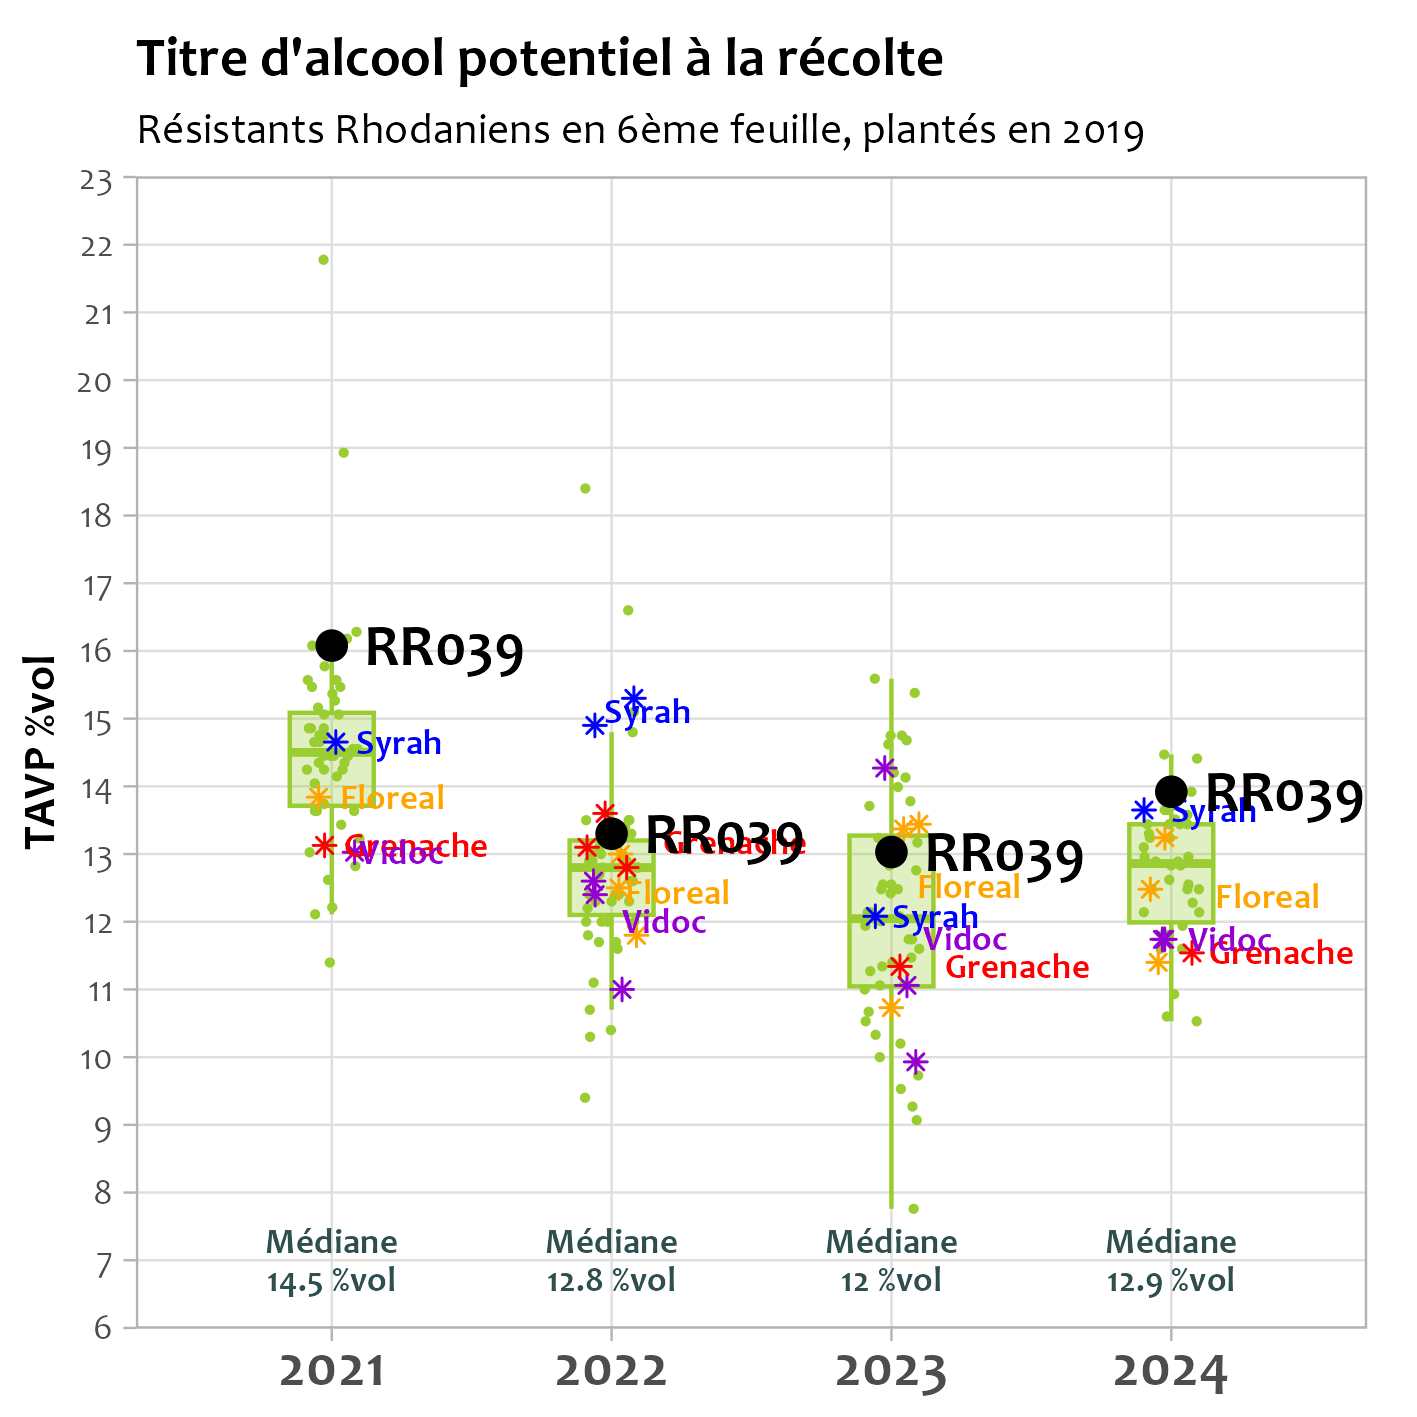 Titre d'alcool potentiel à la récolte
Résistants Rhodaniens en 6ème feuille, plantés en 2019
TAVP %vol
23
22
21
20
19
18
17
16
15
14
13
12
11
10
9
8
7
6
RR039
Syrah
Floreal
Grenache
Vidoc
Médiane
14.5 %vol
2021
Syrah
RR039
Grenache
Floreal
Vidoc
Médiane
12.8 %vol
2022
RR039
Floreal
Syrah
Vidoc
Grenache
Médiane
12 %vol
2023
RR039
Syrah
Floreal
Vidoc
Grenache
Médiane
12.9 %vol
2024